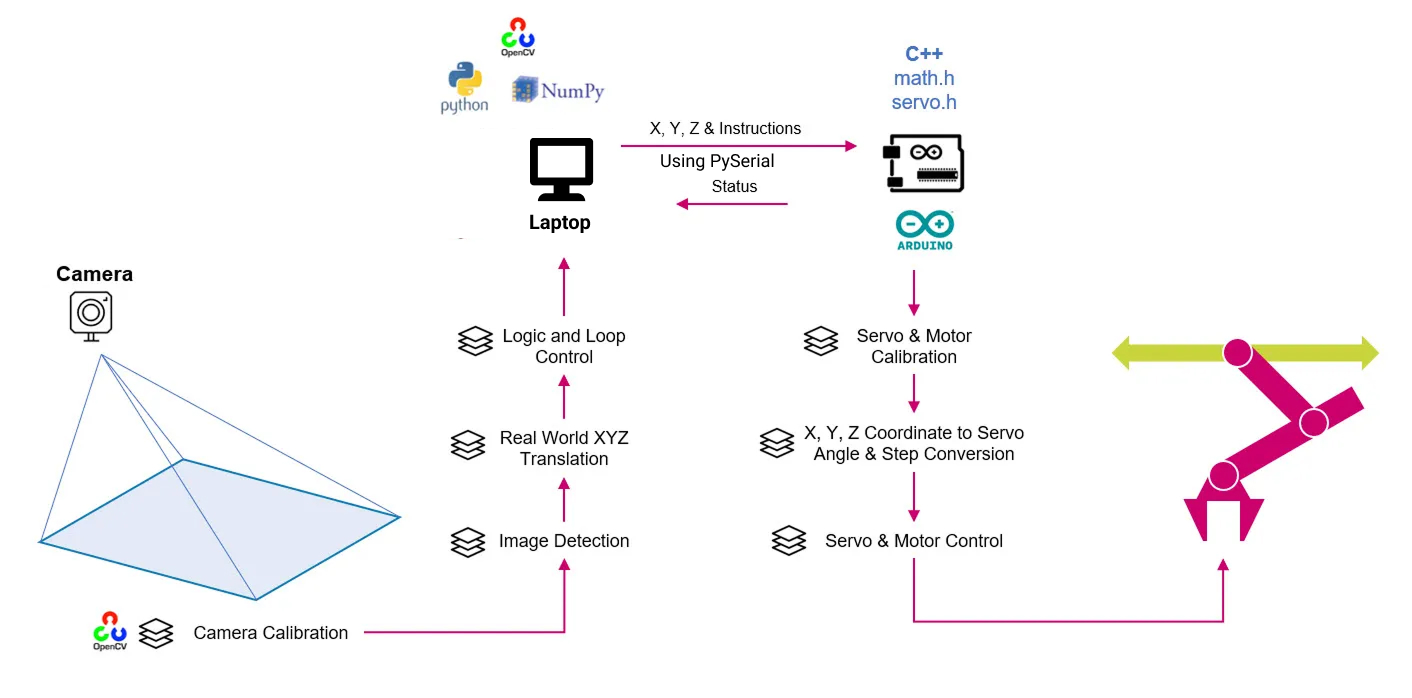 OpenCV
python
NumPy
C++
math.h
servo.h
X, Y, Z & Instructions
Using PySerial
Status
Laptop
ARDUINO
Camera
Logic and Loop
Control
Real World XYZ
Translation
Image Detection
OpenCV
Camera Calibration
Servo & Motor
Calibration
X, Y, Z Coordinate to Servo
Angle & Step Conversion
Servo & Motor Control